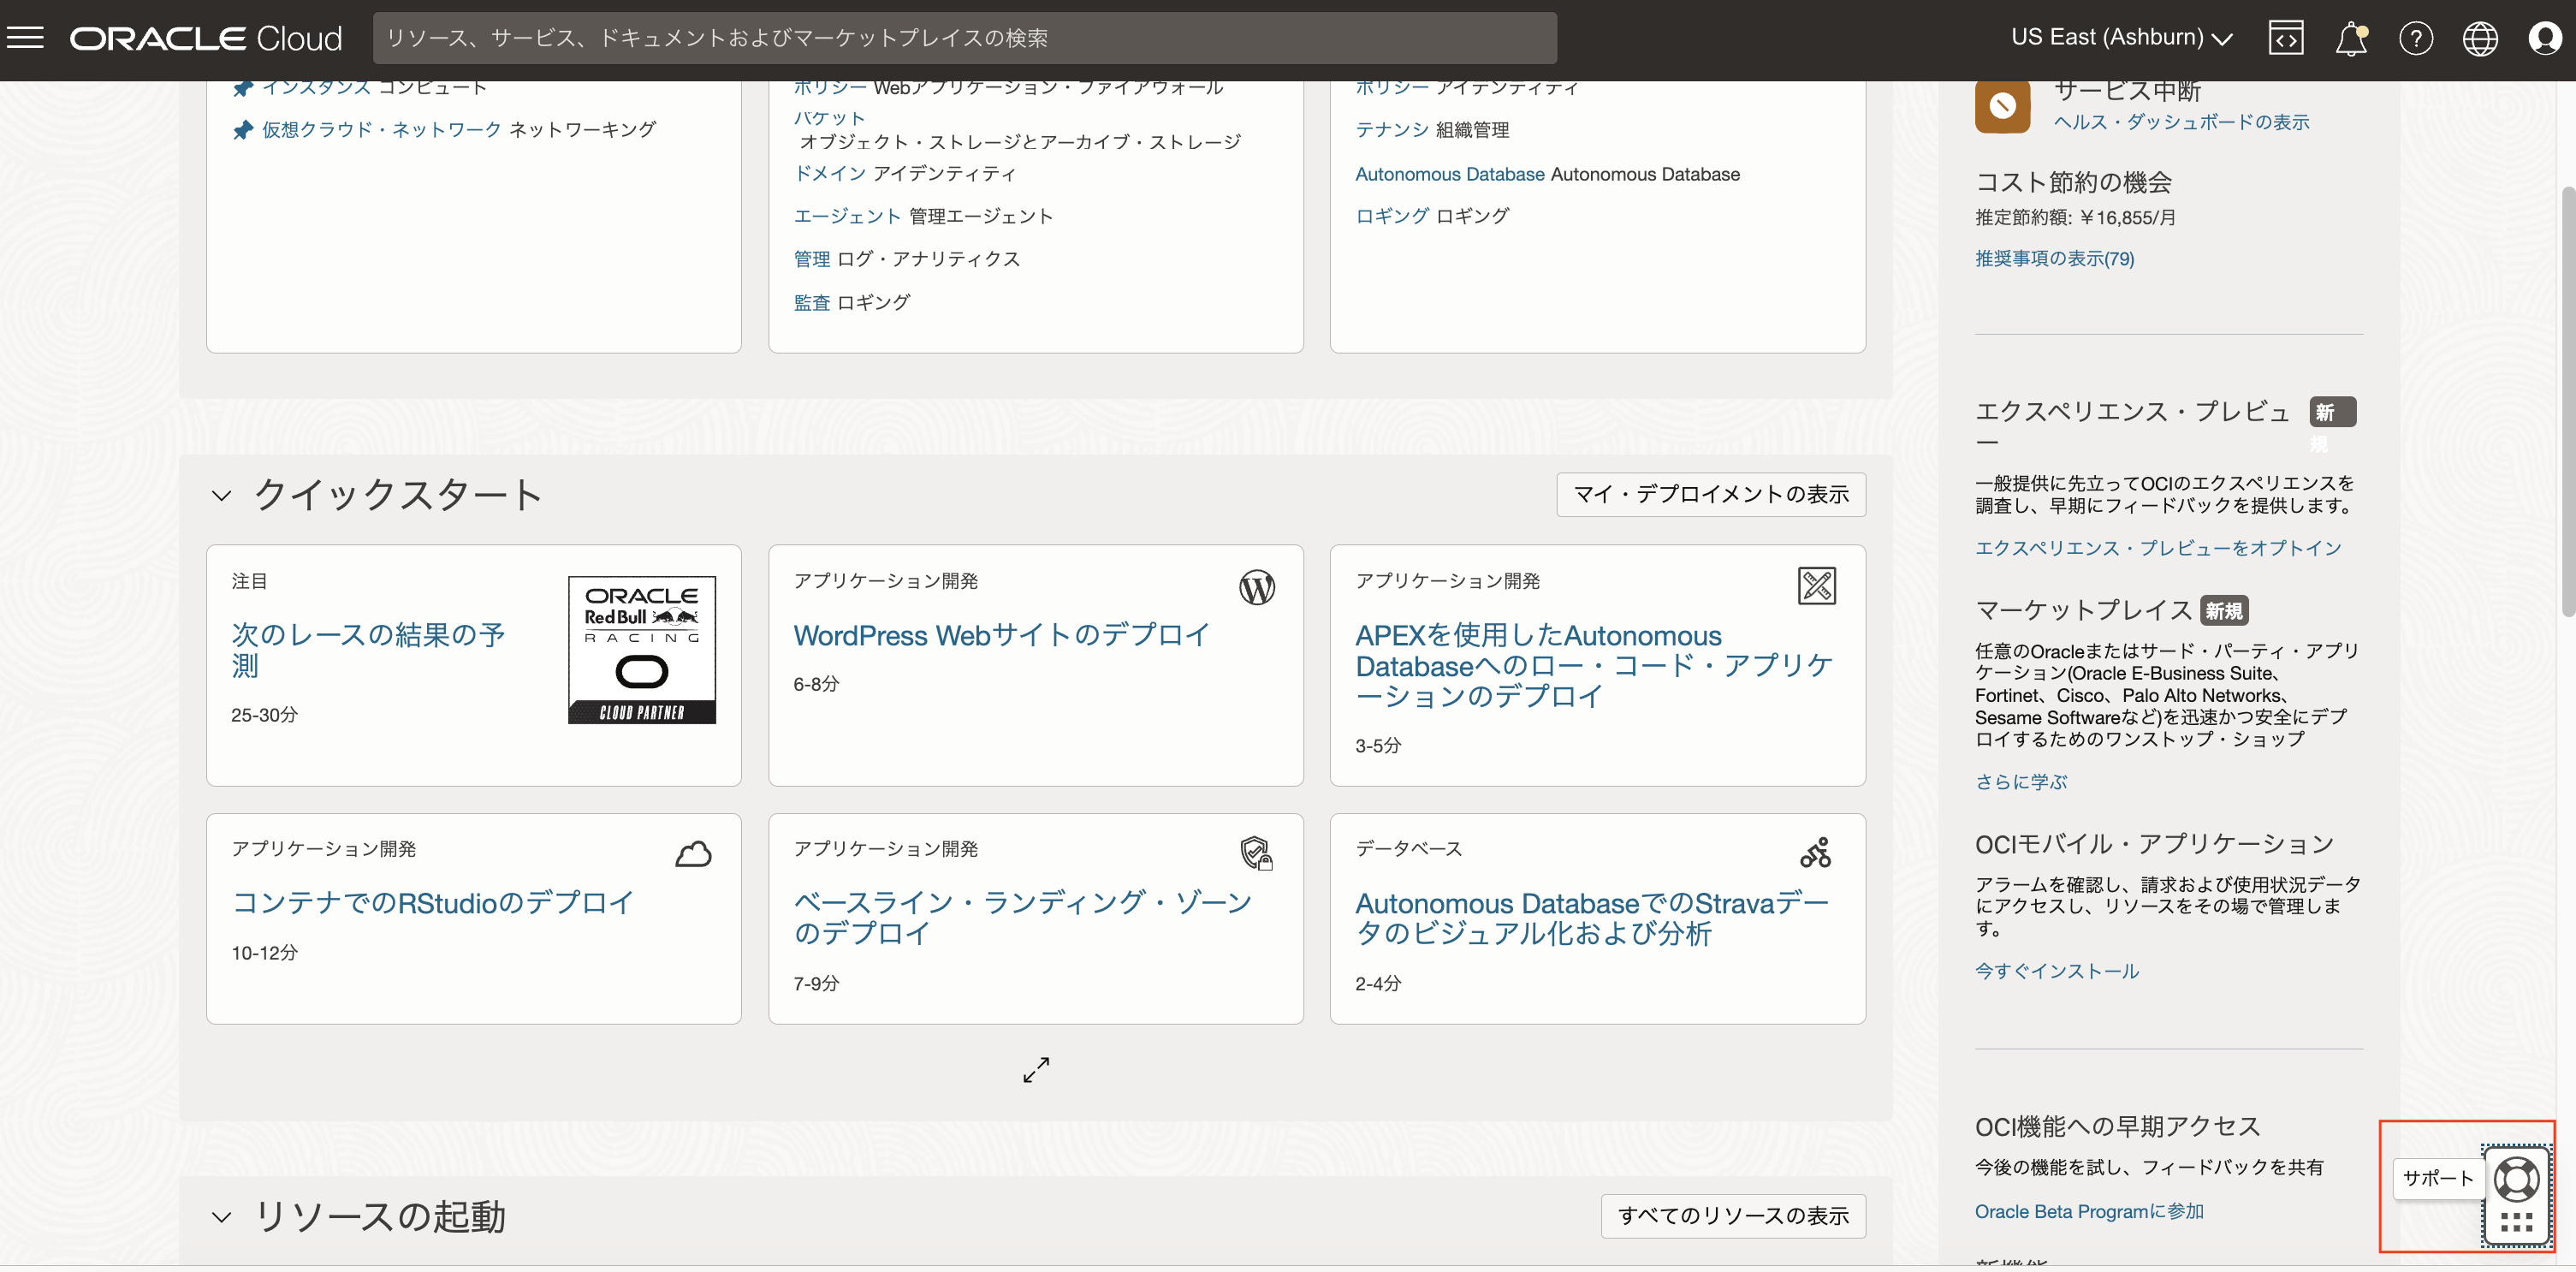 ORACLE Cloud
リソース、サービス、ドキュメントおよびマーケットプレイスの検索
US East (Ashburn)
インスタンス コンピュート
仮想クラウド・ネットワーク ネットワーキング
ポリシー Webアプリケーション・ファイアウォール
バケット
オブジェクト・ストレージとアーカイブ・ストレージ
ドメイン アイデンティティ
エージェント 管理エージェント
管理 ログ・アナリティクス
監査 ロギング
ポリシー アイデンティティ
テナンシ 組織管理
Autonomous Database Autonomous Database
ロギング ロギング
クイックスタート
マイ・デプロイメントの表示
注目
次のレースの結果の予
測
25-30分
ORACLE
Red Bull
RACING
CLOUD PARTNER
アプリケーション開発
WordPress Webサイトのデプロイ
6-8分
アプリケーション開発
APEXを使用したAutonomous
Databaseへのロー・コード・アプリケ
ーションのデプロイ
3-5分
アプリケーション開発
コンテナでのRStudioのデプロイ
10-12分
アプリケーション開発
ベースライン・ランディング・ゾーン
のデプロイ
7-9分
データベース
Autonomous DatabaseでのStravaデー
タのビジュアル化および分析
2-4分
リソースの起動
すべてのリソースの表示
サービス中断
ヘルス・ダッシュボードの表示
コスト節約の機会
推定節約額: ¥16,855/月
推奨事項の表示(79)
エクスペリエンス・プレビュ
ー
新
規
一般提供に先立ってOCIのエクスペリエンスを
調査し、早期にフィードバックを提供します。
エクスペリエンス・プレビューをオプトイン
マーケットプレイス 新規
任意のOracleまたはサード・パーティ・アプリ
ケーション(Oracle E-Business Suite、
Fortinet、Cisco、Palo Alto Networks、
Sesame Softwareなど)を迅速かつ安全にデプ
ロイするためのワンストップ・ショップ
さらに学ぶ
OCIモバイル・アプリケーション
アラームを確認し、請求および使用状況データ
にアクセスし、リソースをその場で管理しま
す。
今すぐインストール
OCI機能への早期アクセス
今後の機能を試し、フィードバックを共有
Oracle Beta Programに参加
新機能
サポート